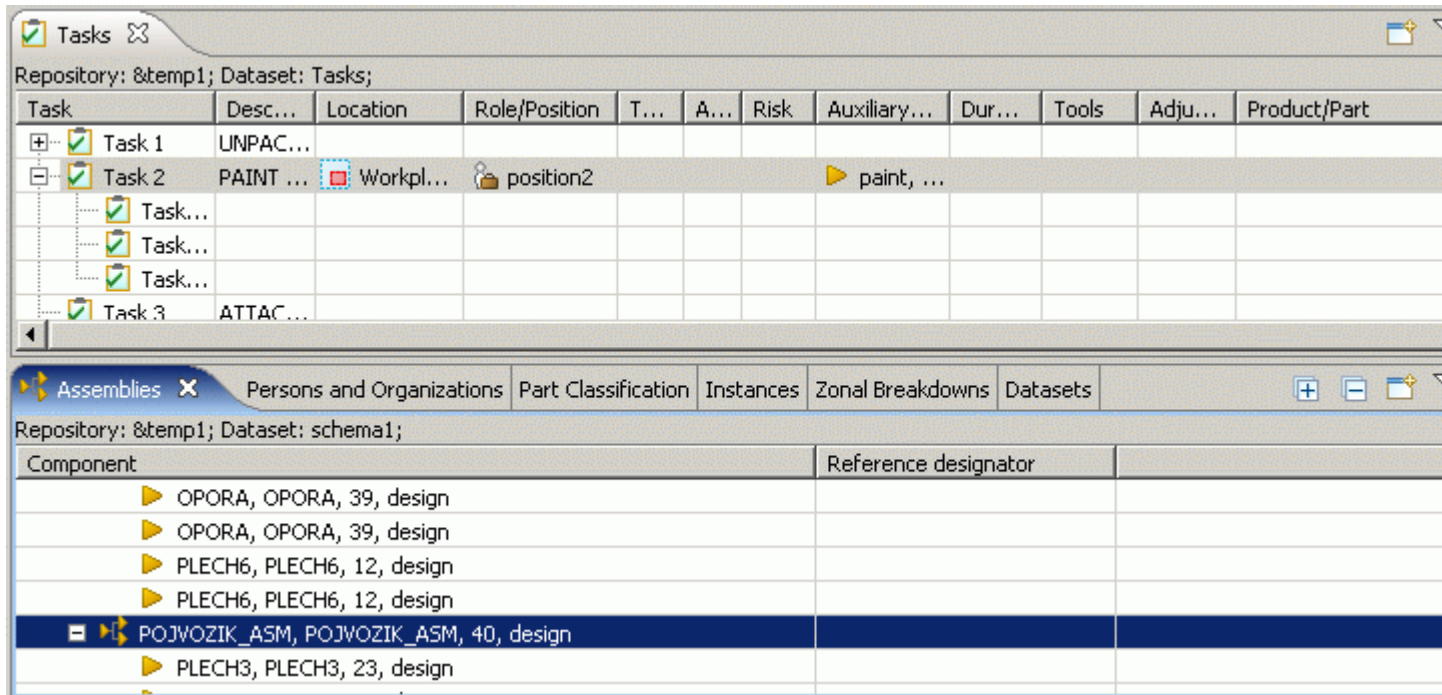 Tasks
Repository: &temp1; Dataset: Tasks;
Task Desc... Location Role/Position T... A... Risk Auxiliary... Dur... Tools Adju... Product/Part
Task 1 UNPAC...
Task 2 PAINT ... Workpl... position2 paint, ...
Task...
Task...
Task...
Task 3 ATTAC...
Assemblies Persons and Organizations Part Classification Instances Zonal Breakdowns Datasets
Repository: &temp1; Dataset: schema1;
Component Reference designator
OPORA, OPORA, 39, design
OPORA, OPORA, 39, design
PLECH6, PLECH6, 12, design
PLECH6, PLECH6, 12, design
POJVOZIK_ASM, POJVOZIK_ASM, 40, design
PLECH3, PLECH3, 23, design